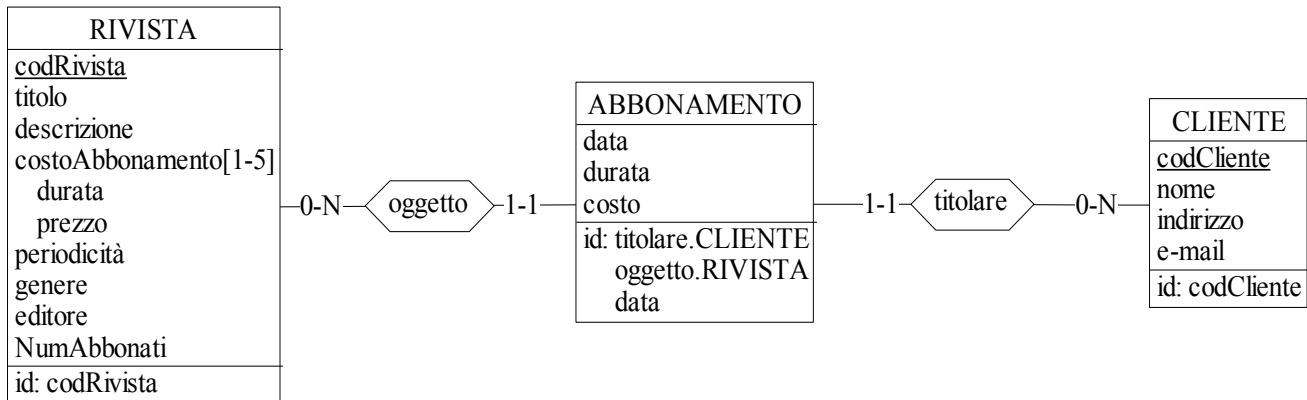 RIVISTA
codRivista
titolo
descrizione
costoAbbonamento[1-5]
durata
prezzo
periodicità
genere
editore
NumAbbonati
id: codRivista
0-N
oggetto
1-1
ABBONAMENTO
data
durata
costo
id: titolare.CLIENTE
oggetto.RIVISTA
data
1-1
titolare
0-N
CLIENTE
codCliente
nome
indirizzo
e-mail
id: codCliente